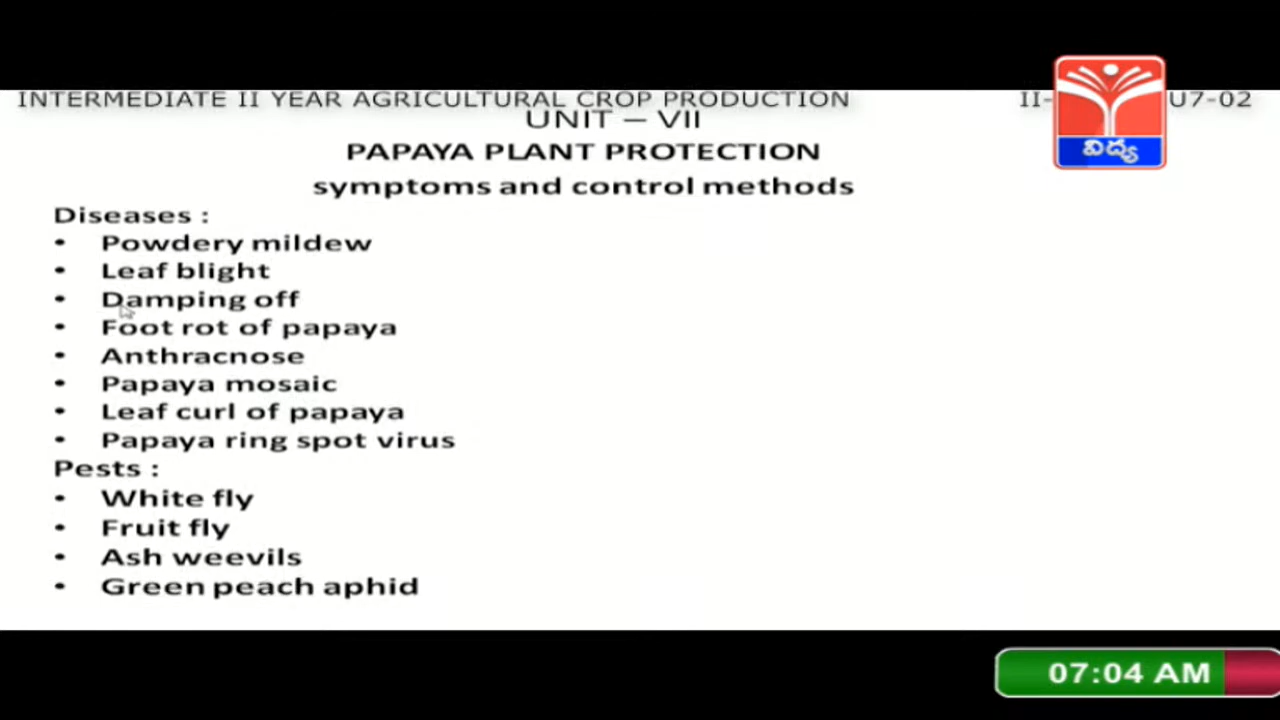 INTERMEDIATE II YEAR AGRICULTURAL CROP PRODUCTION II- U7-02
UNIT – VII
PAPAYA PLANT PROTECTION
symptoms and control methods
విద్య
Diseases :
• Powdery mildew
• Leaf blight
• Damping off
• Foot rot of papaya
• Anthracnose
• Papaya mosaic
• Leaf curl of papaya
• Papaya ring spot virus
Pests :
• White fly
• Fruit fly
• Ash weevils
• Green peach aphid
07:04 AM